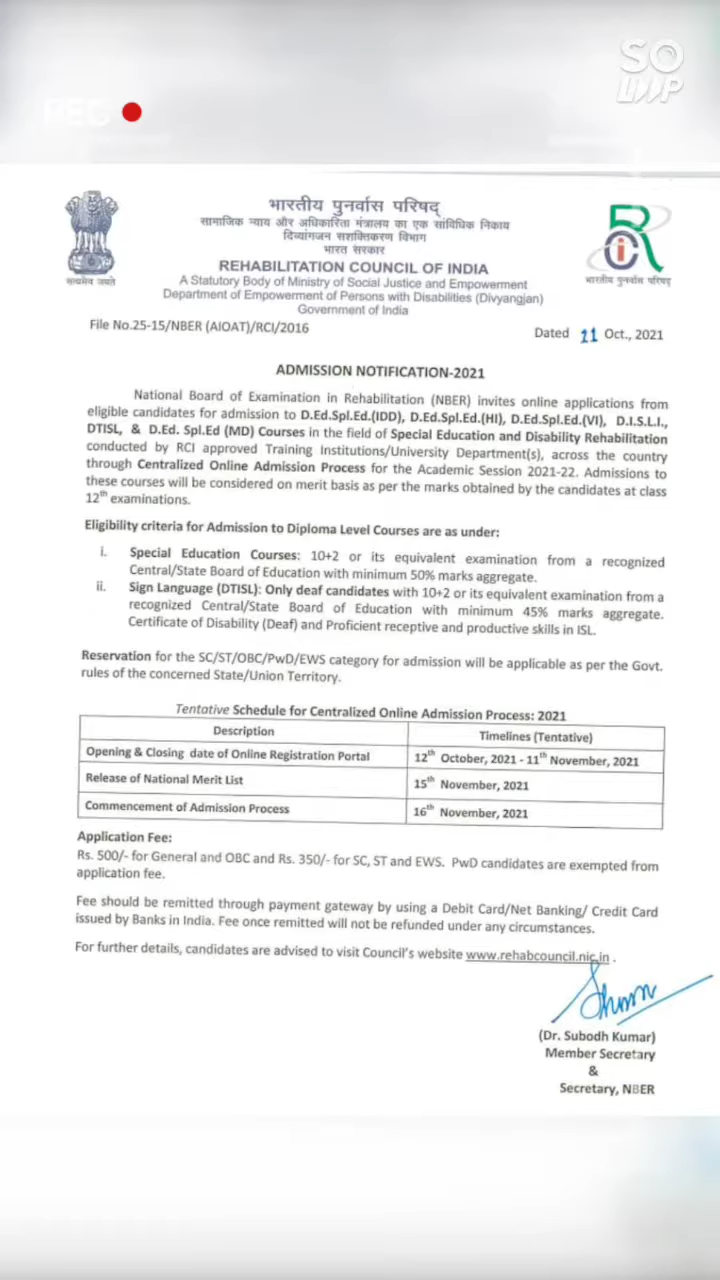 SO
LOOP
REC
भारतीय पुनर्वास परिषद्
सामाजिक न्याय और अधिकारिता मंत्रालय का एक सांविधिक निकाय
दिव्यांगजन सशक्तिकरण विभाग
भारत सरकार
REHABILITATION COUNCIL OF INDIA
A Statutory Body of Ministry of Social Justice and Empowerment
Department of Empowerment of Persons with Disabilities (Divyangjan)
Government of India
सत्यमेव जयते
भारतीय पुनर्वास परिषद्
File No.25-15/NBER (AIOAT)/RCI/2016
Dated 11 Oct., 2021
ADMISSION NOTIFICATION-2021
National Board of Examination in Rehabilitation (NBER) invites online applications from
eligible candidates for admission to D.Ed.Spl.Ed.(IDD), D.Ed.Spl.Ed.(HI), D.Ed.Spl.Ed.(VI), D.I.S.L.I.,
DTISL, & D.Ed. Spl.Ed (MD) Courses in the field of Special Education and Disability Rehabilitation
conducted by RCI approved Training Institutions/University Department(s), across the country
through Centralized Online Admission Process for the Academic Session 2021-22. Admissions to
these courses will be considered on merit basis as per the marks obtained by the candidates at class
12th examinations.
Eligibility criteria for Admission to Diploma Level Courses are as under:
i. Special Education Courses: 10+2 or its equivalent examination from a recognized
Central/State Board of Education with minimum 50% marks aggregate.
ii. Sign Language (DTISL): Only deaf candidates with 10+2 or its equivalent examination from a
recognized Central/State Board of Education with minimum 45% marks aggregate.
Certificate of Disability (Deaf) and Proficient receptive and productive skills in ISL.
Reservation for the SC/ST/OBC/PwD/EWS category for admission will be applicable as per the Govt.
rules of the concerned State/Union Territory.
Tentative Schedule for Centralized Online Admission Process: 2021
Description Timelines (Tentative)
Opening & Closing date of Online Registration Portal 12th October, 2021 - 11th November, 2021
Release of National Merit List 15th November, 2021
Commencement of Admission Process 16th November, 2021
Application Fee:
Rs. 500/- for General and OBC and Rs. 350/- for SC, ST and EWS. PwD candidates are exempted from
application fee.
Fee should be remitted through payment gateway by using a Debit Card/Net Banking/ Credit Card
issued by Banks in India. Fee once remitted will not be refunded under any circumstances.
For further details, candidates are advised to visit Council's website www.rehabcouncil.nic.in .
(Dr. Subodh Kumar)
Member Secretary
&
Secretary, NBER